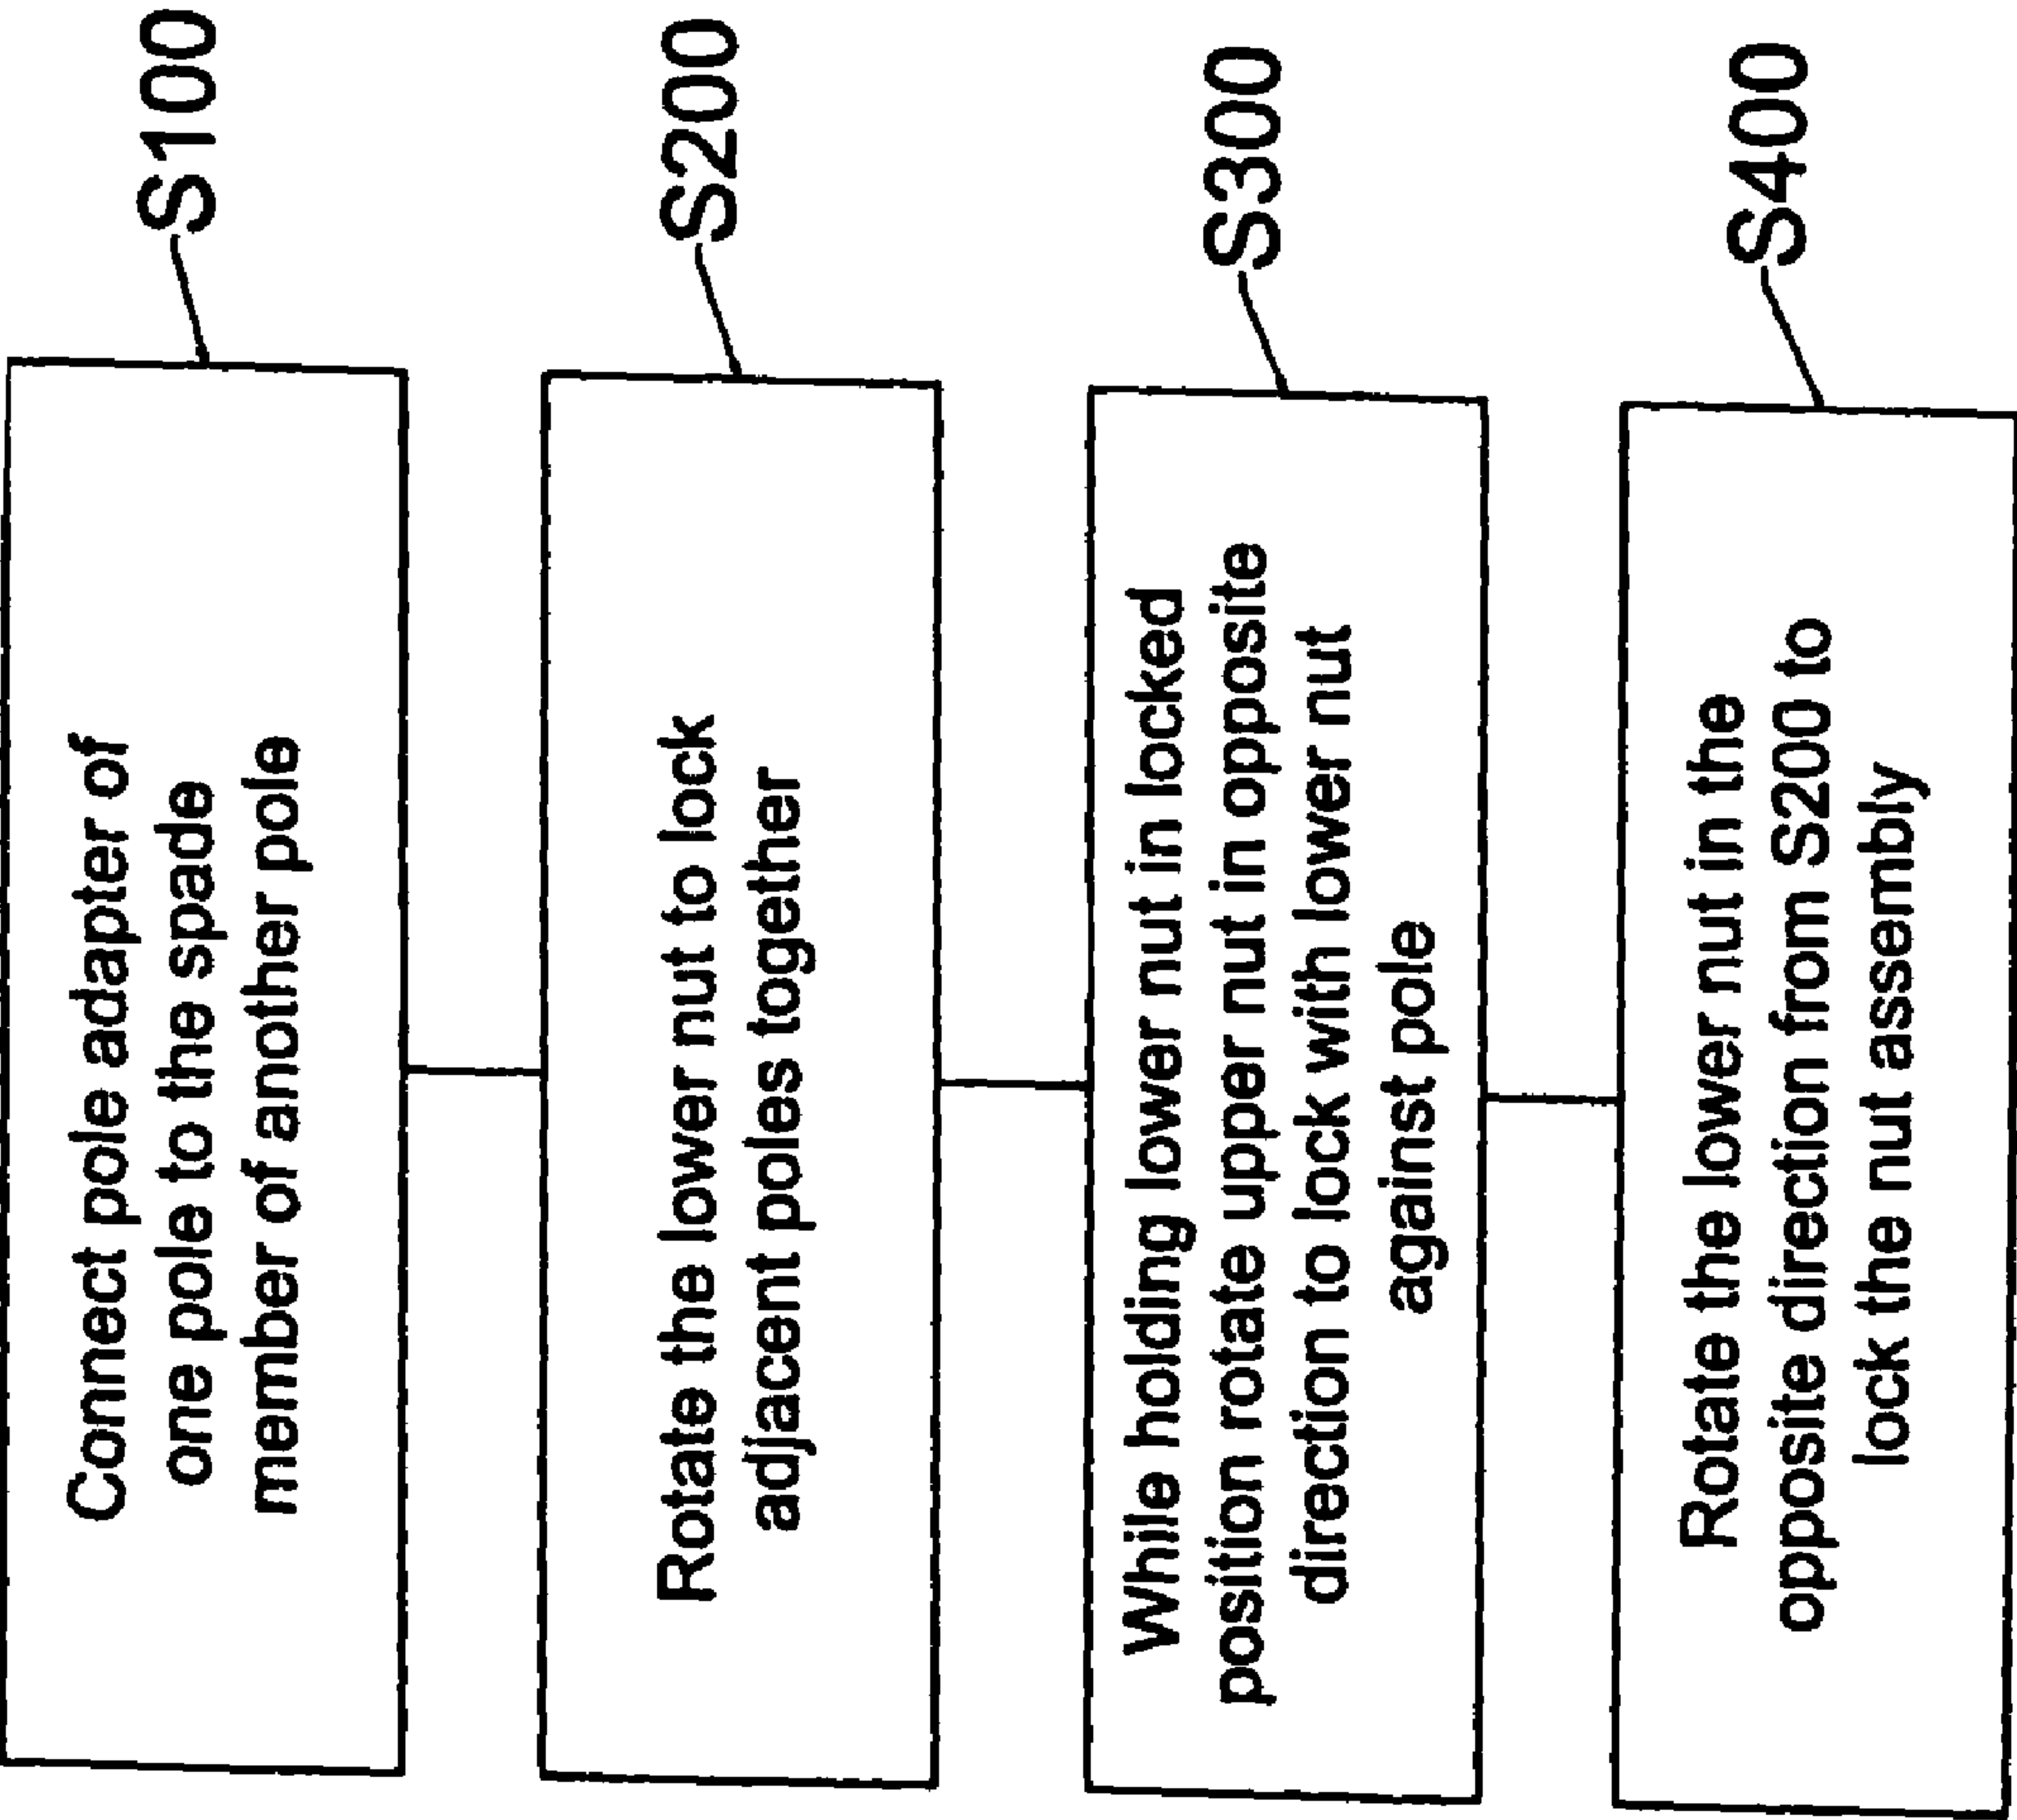 Connect pole adapter of
one pole to the spade
member of another pole
S100
Rotate the lower nut to lock
adjacent poles together
S200
While holding lower nut in locked
position rotate upper nut in opposite
direction to lock with lower nut
against pole
S300
Rotate the lower nut in the
opposite direction from S200 to
lock the nut assembly
S400